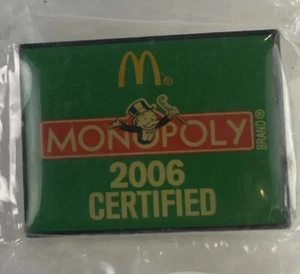 M®
MONOPOLY
BRAND®
2006
CERTIFIED